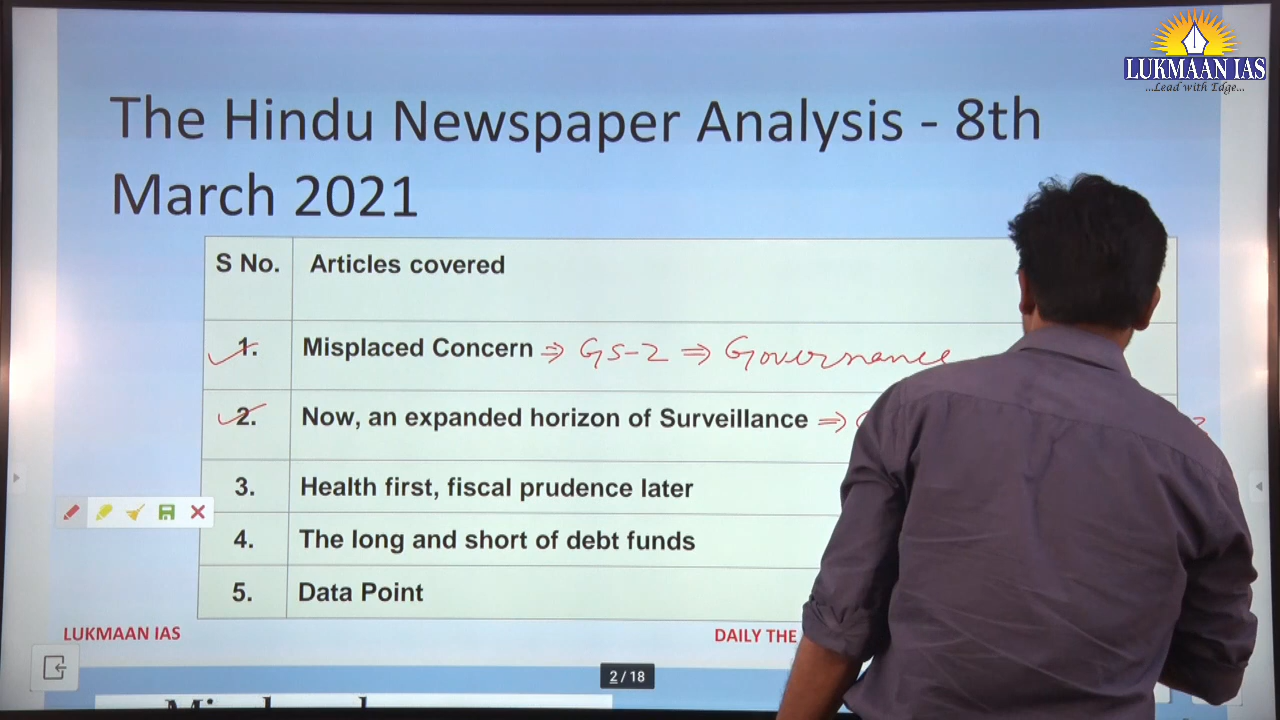 LUKMAAN IAS
...Lead with Edge...
The Hindu Newspaper Analysis - 8th
March 2021
S No. Articles covered
1. Misplaced Concern ⇒ GS-2 ⇒ Governance
2. Now, an expanded horizon of Surveillance ⇒
3. Health first, fiscal prudence later
4. The long and short of debt funds
5. Data Point
LUKMAAN IAS DAILY THE
2 / 18